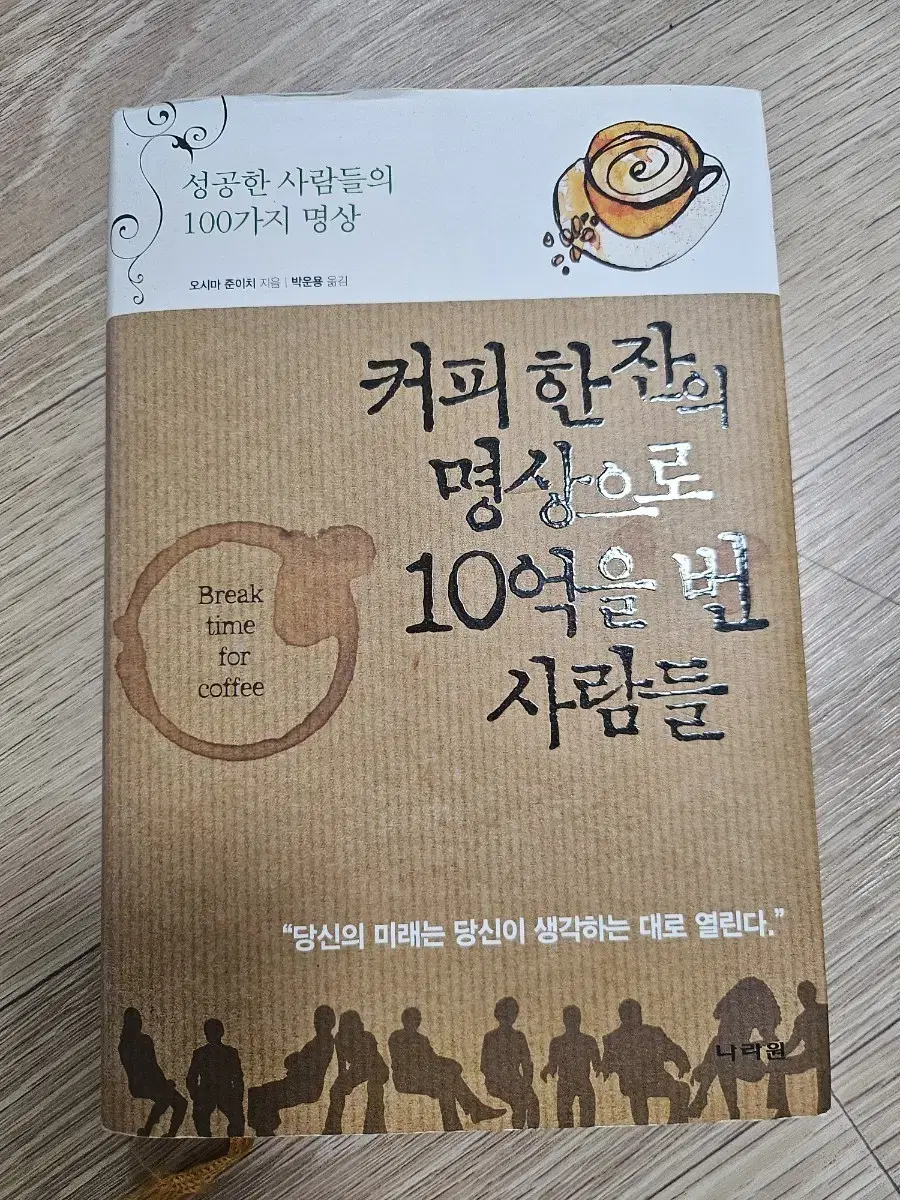 성공한 사람들의
100가지 명상
오시마 준이치 지음 | 박운용 옮김
커피 한 잔의
명상으로
10억을 번
사람들
Break
time
for
coffee
“당신의 미래는 당신이 생각하는 대로 열린다.”
나라원